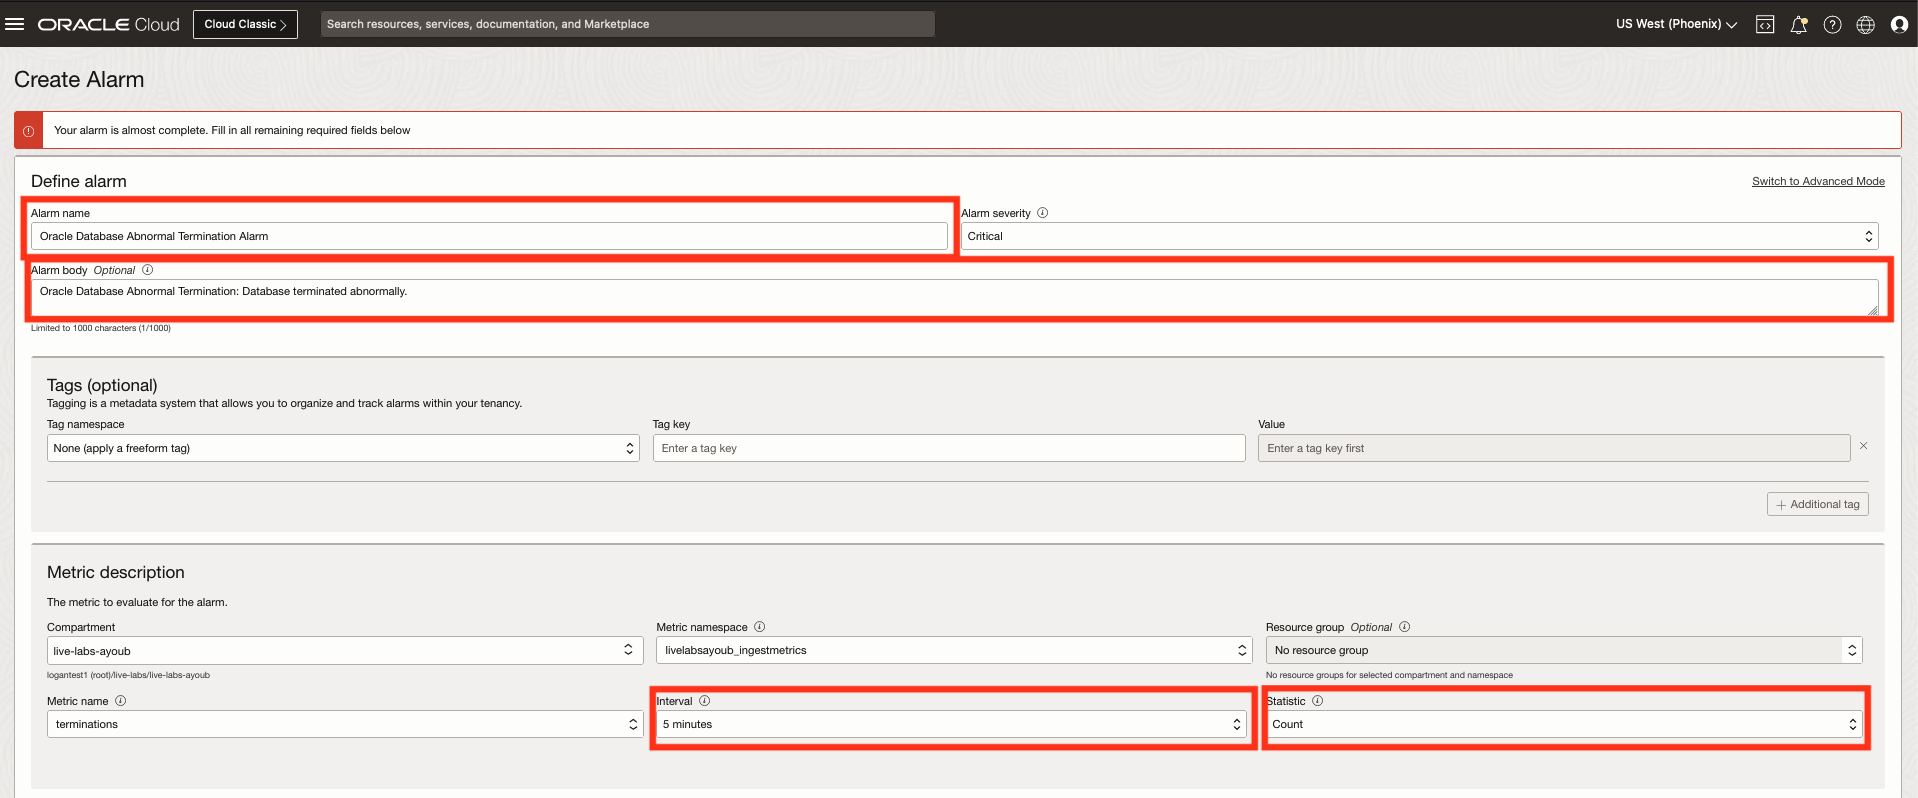 ORACLE Cloud
Cloud Classic
Search resources, services, documentation, and Marketplace
US West (Phoenix)
Create Alarm
Your alarm is almost complete. Fill in all remaining required fields below
Define alarm
Switch to Advanced Mode
Alarm name
Alarm severity
Oracle Database Abnormal Termination Alarm
Critical
Alarm body Optional
Oracle Database Abnormal Termination: Database terminated abnormally.
Limited to 1000 characters (1/1000)
Tags (optional)
Tagging is a metadata system that allows you to organize and track alarms within your tenancy.
Tag namespace
Tag key
Value
None (apply a freeform tag)
Enter a tag key
Enter a tag key first
+ Additional tag
Metric description
The metric to evaluate for the alarm.
Compartment
Metric namespace
Resource group Optional
live-labs-ayoub
livelabsayoub_ingestmetrics
No resource group
logantest1 (root)/live-labs/live-labs-ayoub
No resource groups for selected compartment and namespace
Metric name
Interval
Statistic
terminations
5 minutes
Count